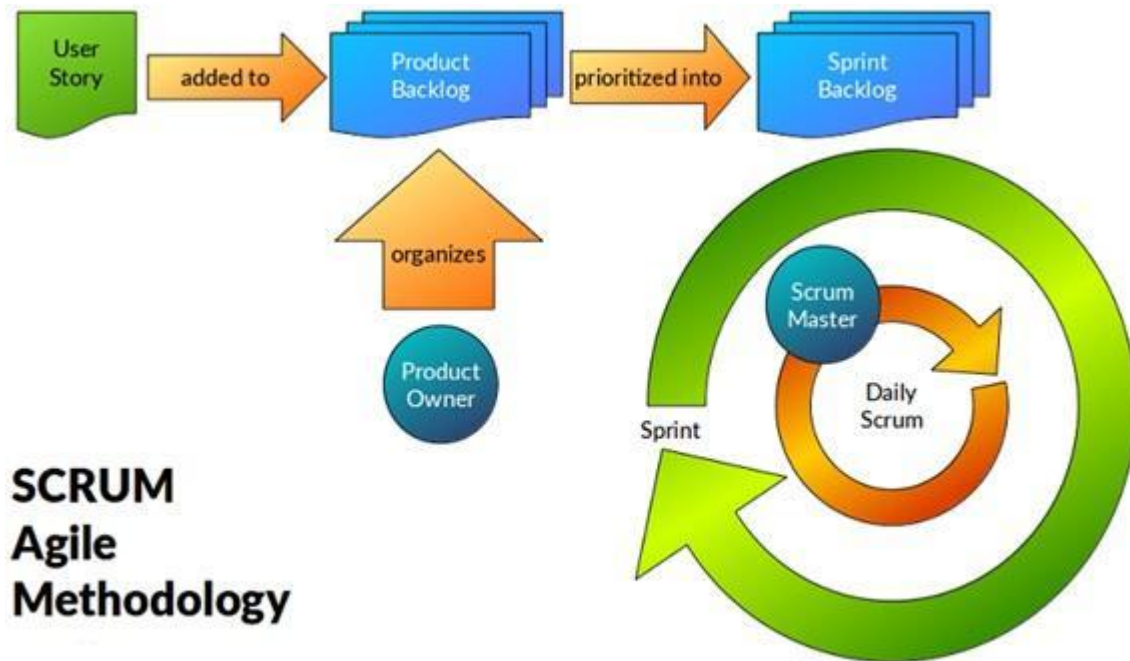 User
Story
added to
Product
Backlog
prioritized into
Sprint
Backlog
organizes
Product
Owner
Scrum
Master
Daily
Scrum
Sprint
SCRUM
Agile
Methodology